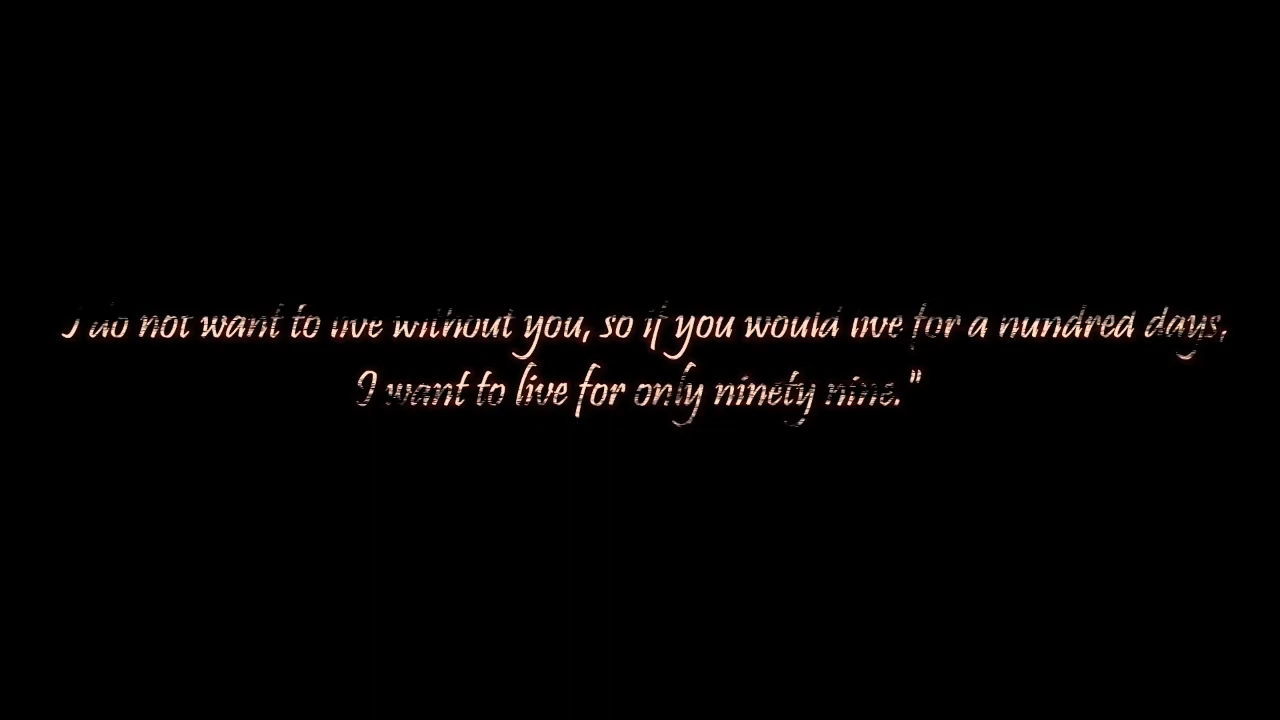 I do not want to live without you, so if you would live for a hundred days,
I want to live for only ninety nine."